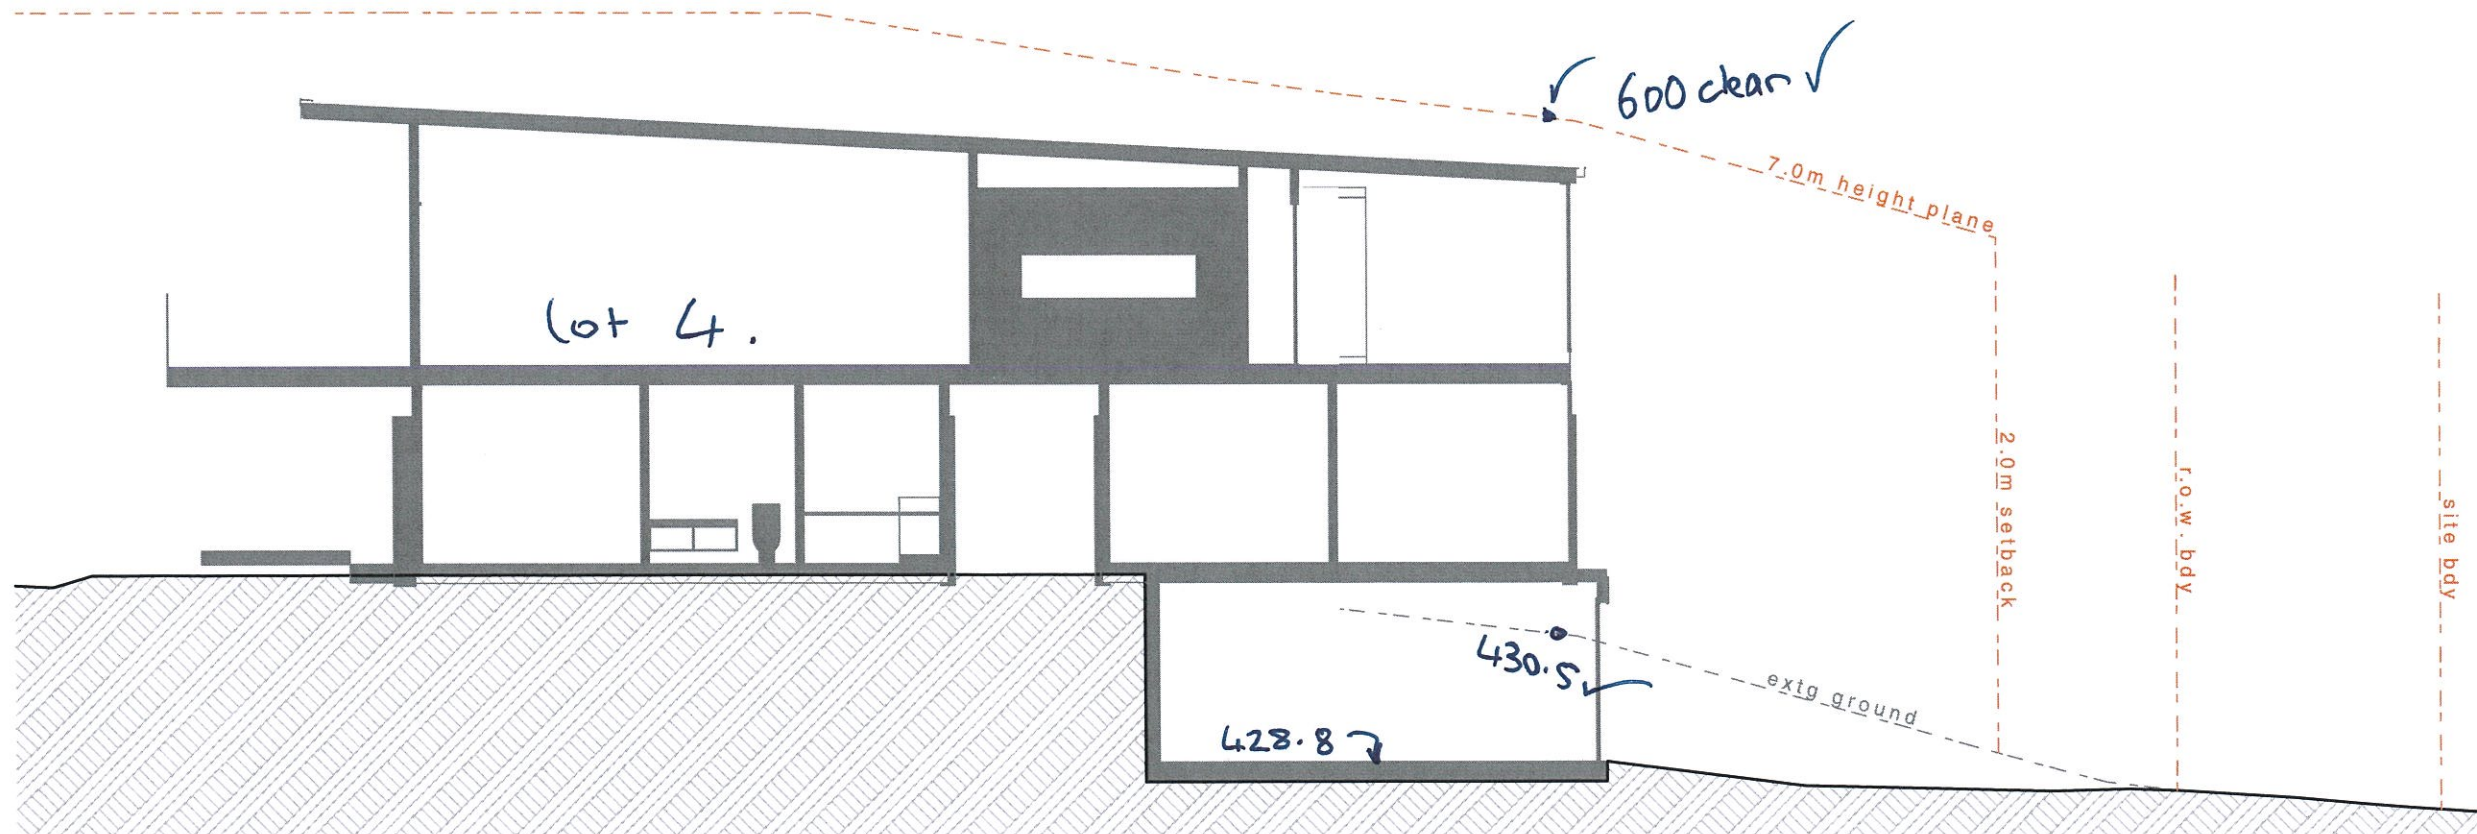 600 clear
7.0m height plane
lot 4.
2.0m setback
r.o.w. bdy
site bdy
430.5
extg ground
428.8